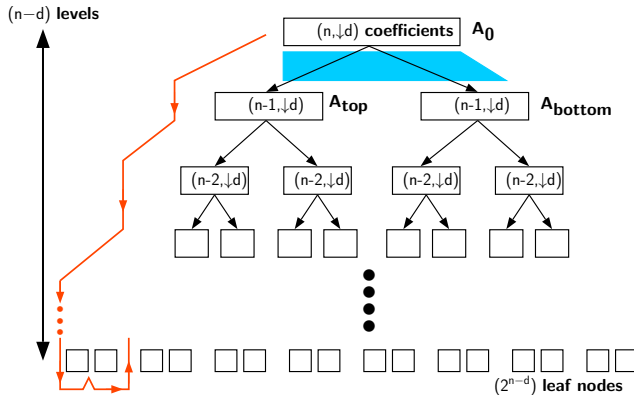 (n−d) levels
(n,↓d) coefficients A0
(n-1,↓d) Atop (n-1,↓d) Abottom
(n-2,↓d) (n-2,↓d) (n-2,↓d) (n-2,↓d)
(2^{n−d}) leaf nodes